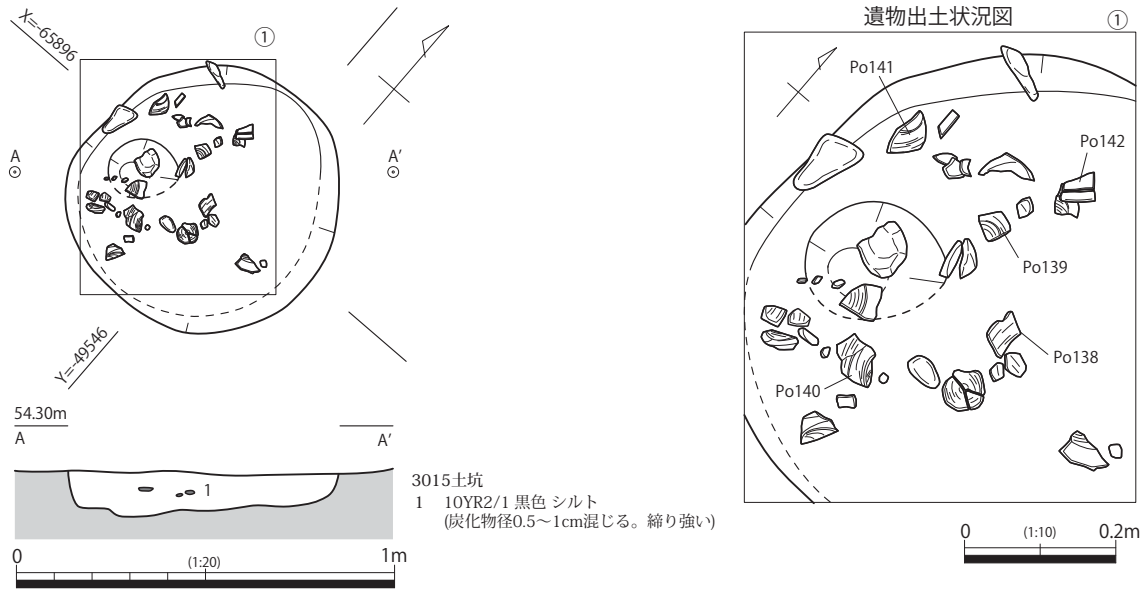 X=-65896
①
A
A′
Y=-49546
54.30m
A
A′
1
3015土坑
1 10YR2/1 黒色 シルト
(炭化物径0.5～1cm混じる。締り強い)
0
(1:20)
1m
遺物出土状況図
①
Po141
Po142
Po139
Po138
Po140
0
(1:10)
0.2m